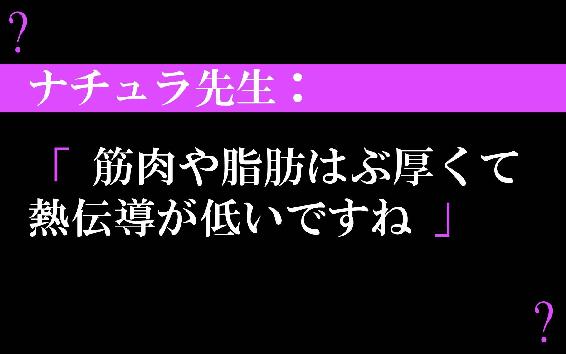 ?
ナチュラ先生：
「 筋肉や脂肪はぶ厚くて
熱伝導が低いですね 」
?